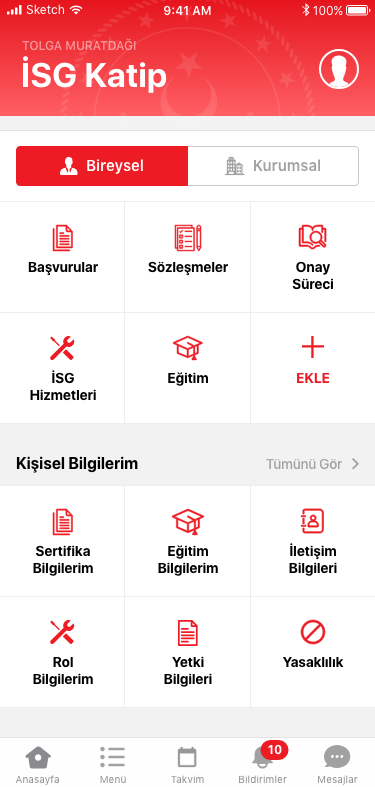 Sketch 9:41 AM 100%
TOLGA MURATDAĞI
İSG Katip
Bireysel Kurumsal
Başvurular Sözleşmeler Onay
Süreci
İSG
Hizmetleri Eğitim EKLE
Kişisel Bilgilerim Tümünü Gör
Sertifika
Bilgilerim
Eğitim
Bilgilerim
İletişim
Bilgileri
Rol
Bilgilerim
Yetki
Bilgileri
Yasaklılık
10
Anasayfa Menü Takvim Bildirimler Mesajlar